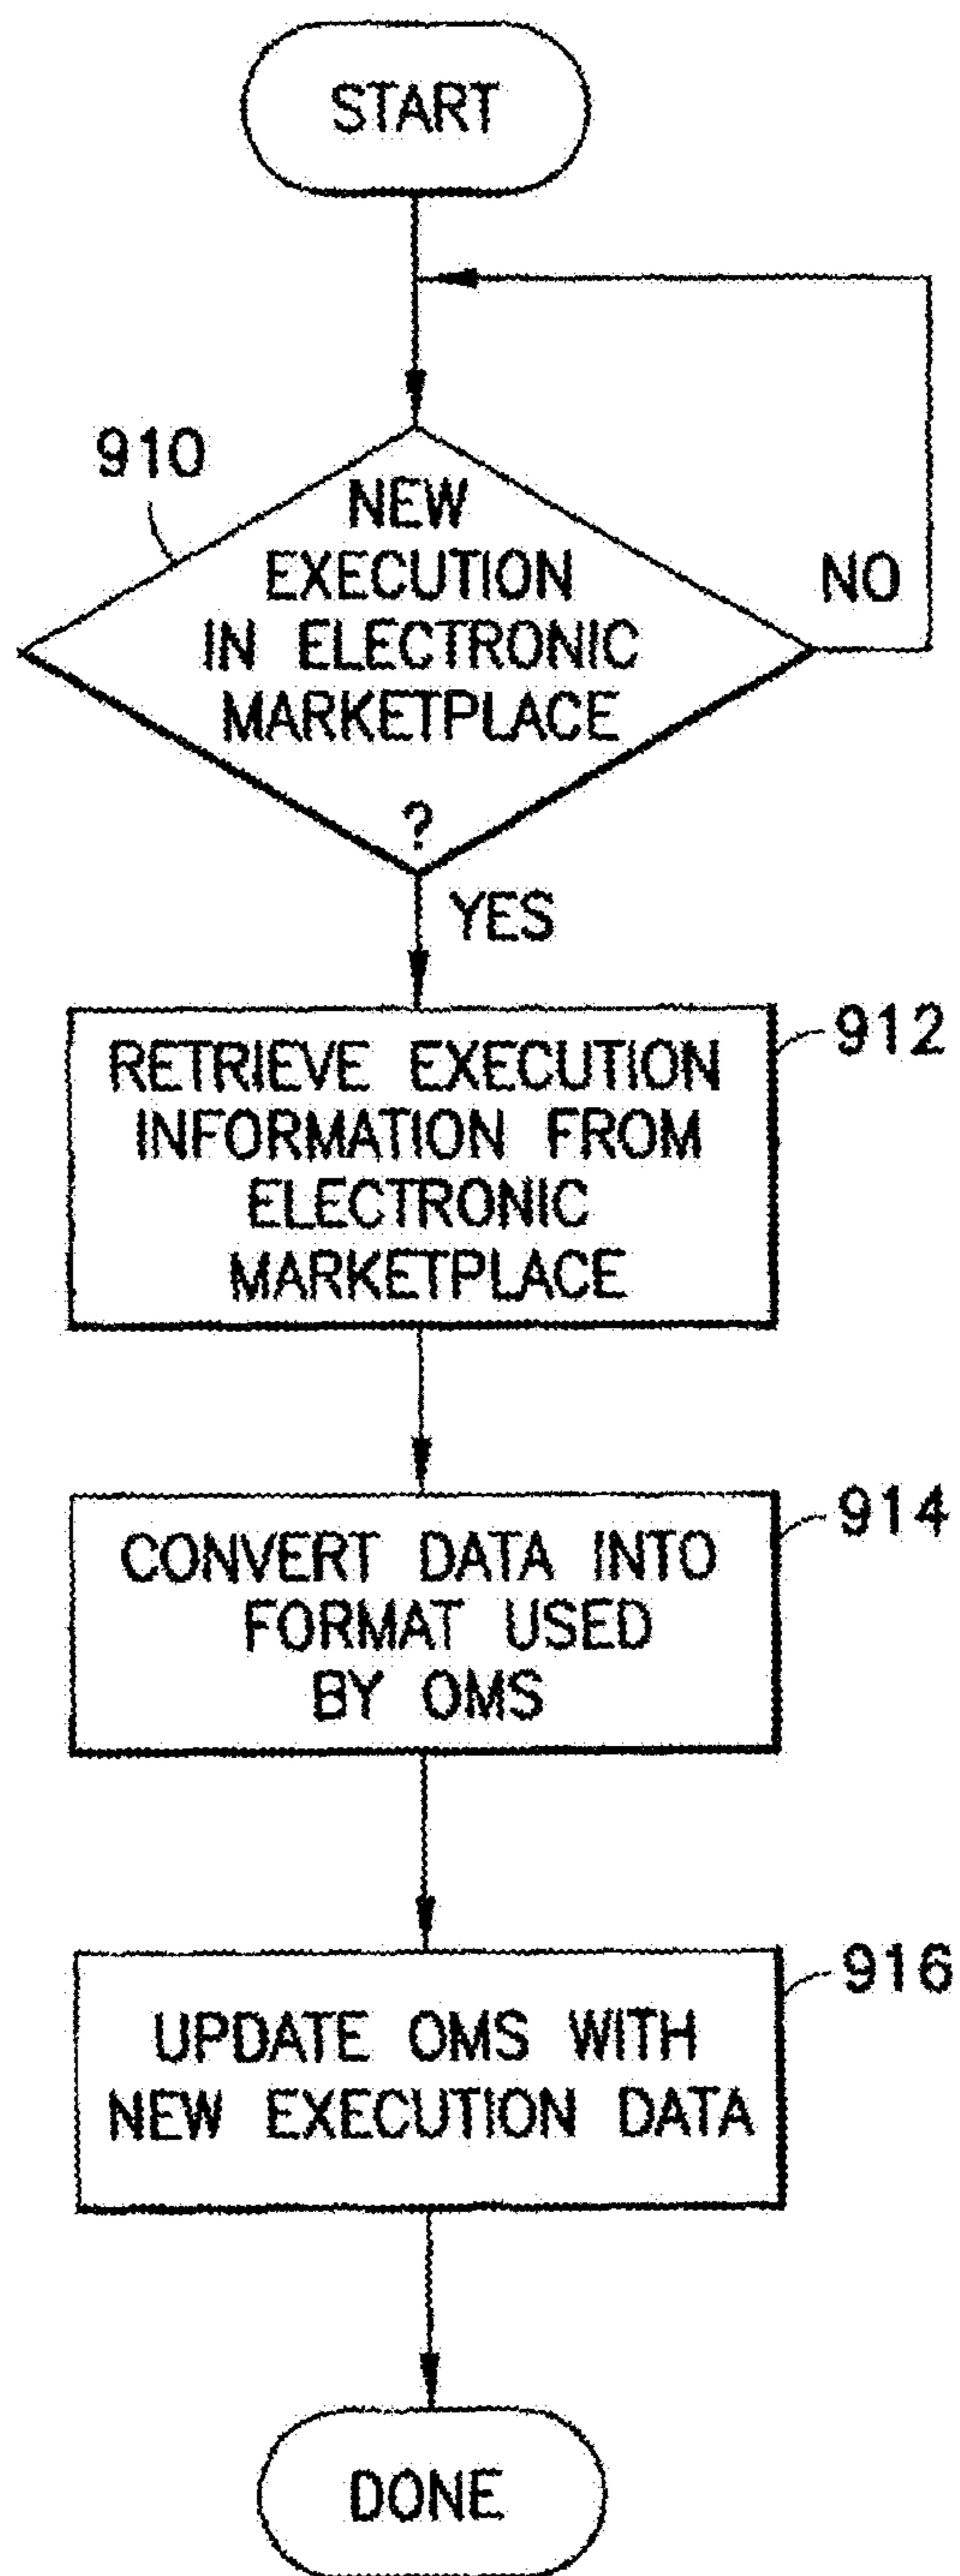 START
910
NEW
EXECUTION
IN ELECTRONIC
MARKETPLACE
?
NO
YES
912
RETRIEVE EXECUTION
INFORMATION FROM
ELECTRONIC
MARKETPLACE
914
CONVERT DATA INTO
FORMAT USED
BY OMS
916
UPDATE OMS WITH
NEW EXECUTION DATA
DONE